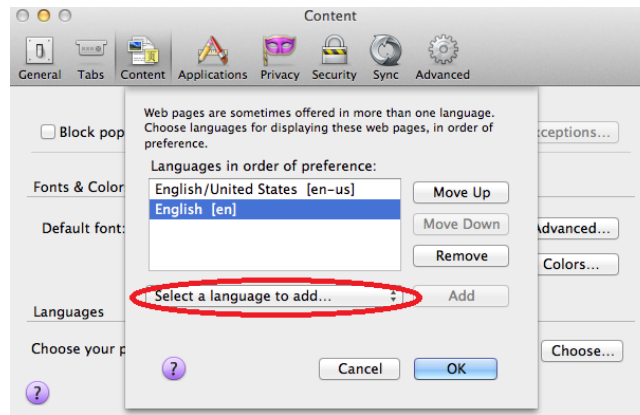 Content
General Tabs Content Applications Privacy Security Sync Advanced
Web pages are sometimes offered in more than one language.
Choose languages for displaying these web pages, in order of
preference.
Block pop
Languages in order of preference:
English/United States [en-us]
Move Up
Fonts & Color
English [en]
Default font:
Move Down
Advanced...
Remove
Colors...
Select a language to add...
Add
Languages
Choose your p
Choose...
?
Cancel
OK
?